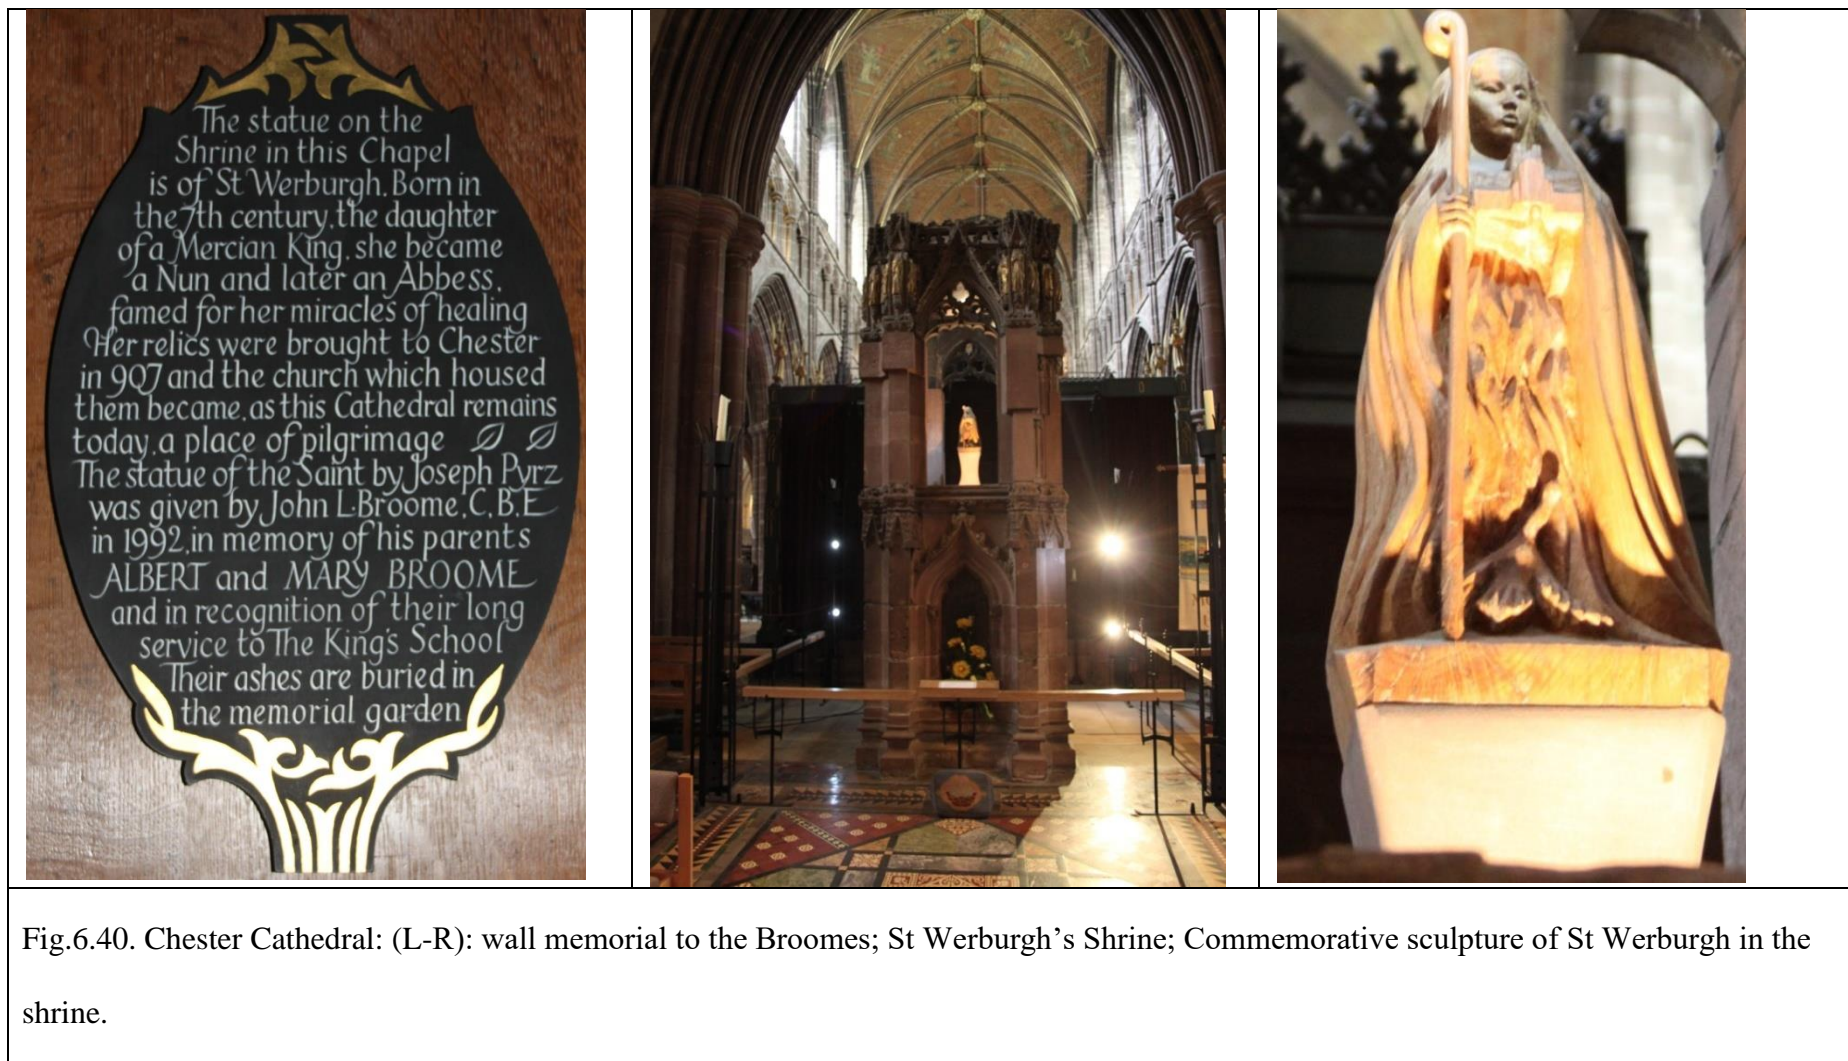 The statue on the
Shrine in this Chapel
is of St Werburgh. Born in
the 7th century, the daughter
of a Mercian King, she became
a Nun and later an Abbess,
famed for her miracles of healing
Her relics were brought to Chester
in 907 and the church which housed
them became, as this Cathedral remains
today, a place of pilgrimage
The statue of the Saint by Joseph Pyrz
was given by John L. Broome, C.B.E
in 1992, in memory of his parents
ALBERT and MARY BROOME
and in recognition of their long
service to The King's School
Their ashes are buried in
the memorial garden
Fig.6.40. Chester Cathedral: (L-R): wall memorial to the Broomes; St Werburgh’s Shrine; Commemorative sculpture of St Werburgh in the
shrine.